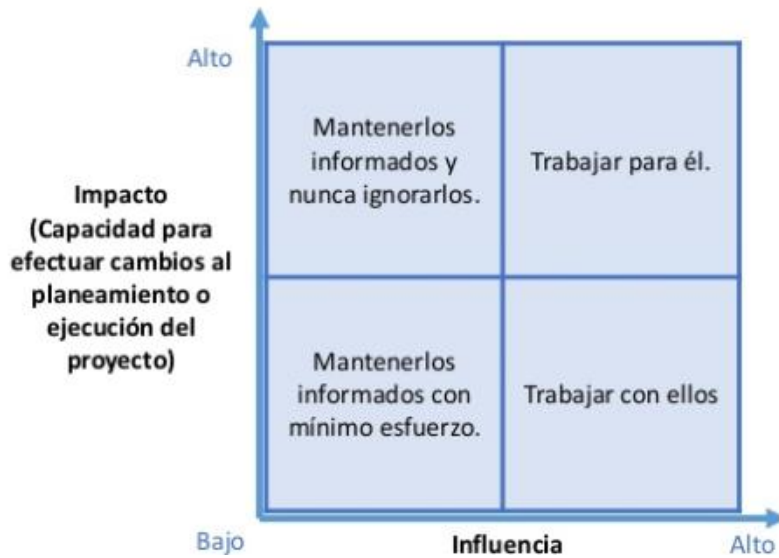 Alto
Mantenerlos
informados y
nunca ignorarlos.
Trabajar para él.
Impacto
(Capacidad para
efectuar cambios al
planeamiento o
ejecución del
proyecto)
Mantenerlos
informados con
mínimo esfuerzo.
Trabajar con ellos
Bajo
Influencia
Alto